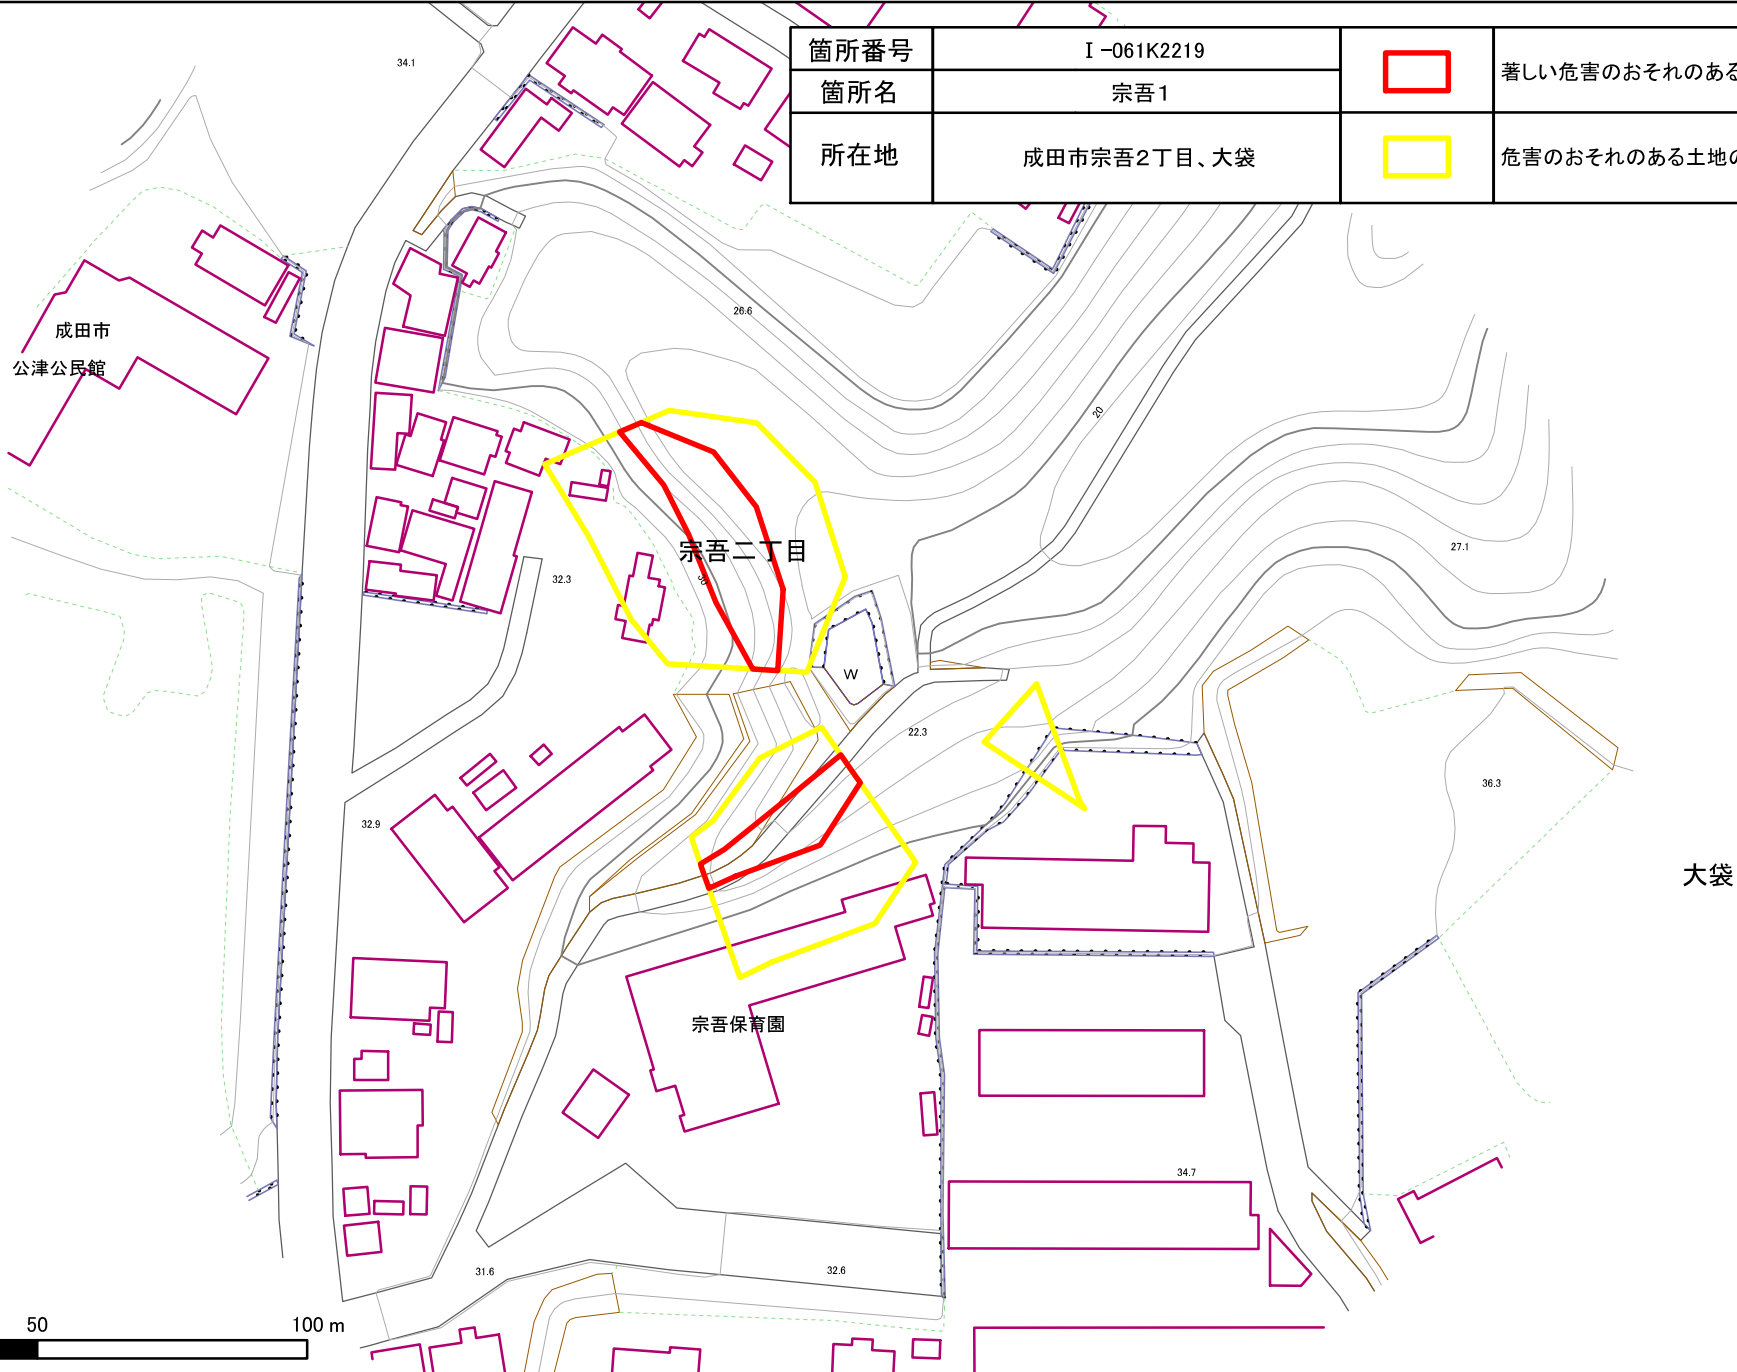 箇所番号
Ⅰ-061K2219
著しい危害のおそれのある
箇所名
宗吾1
所在地
成田市宗吾2丁目、大袋
危害のおそれのある土地の
34.1
26.6
成田市
公津公民館
20
27.1
宗吾二丁目
30
32.3
W
22.3
36.3
32.9
大袋
宗吾保育園
34.7
31.6
32.6
50
100 m